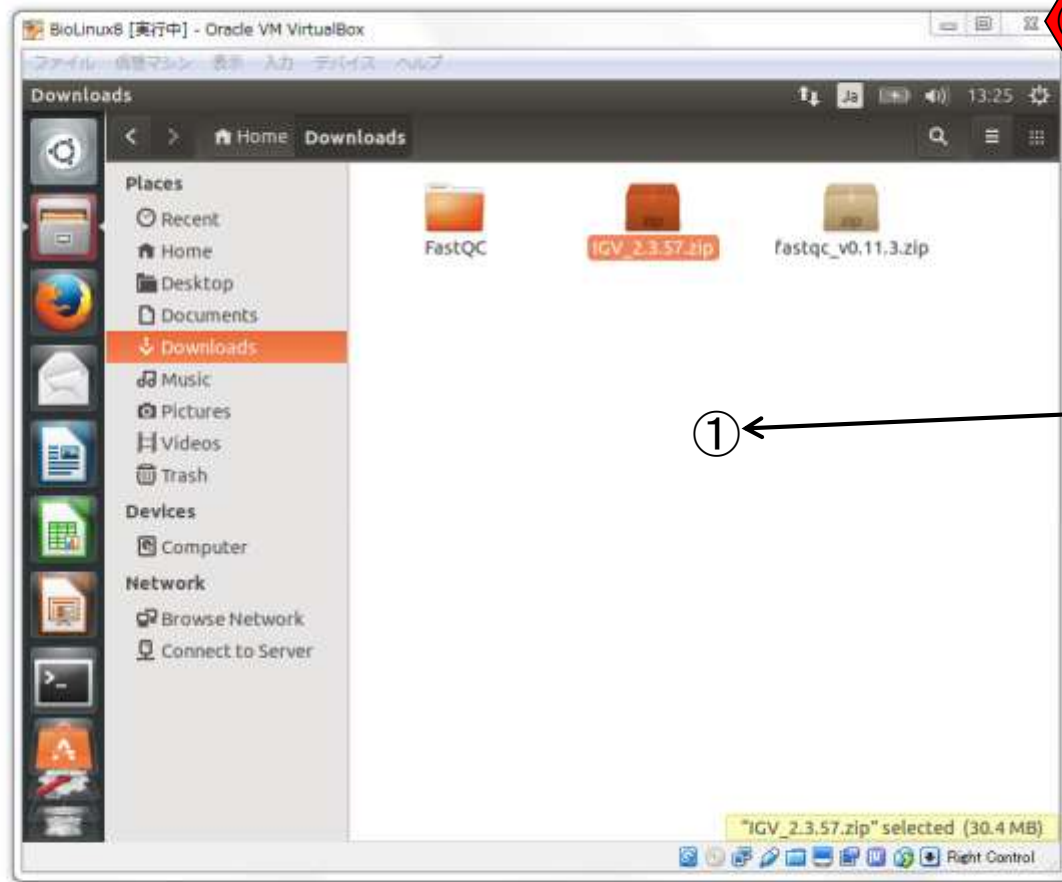 BioLinux8 [実行中] - Oracle VM VirtualBox
ファイル 仮想マシン 表示 入力 デバイス ヘルプ
Downloads Ja 13:25
Home Downloads
Places
Recent
Home
Desktop
Documents
Downloads
Music
Pictures
Videos
Trash
Devices
Computer
Network
Browse Network
Connect to Server
zip zip
FastQC IGV_2.3.57.zip fastqc_v0.11.3.zip
①
"IGV_2.3.57.zip" selected (30.4 MB)
Right Control